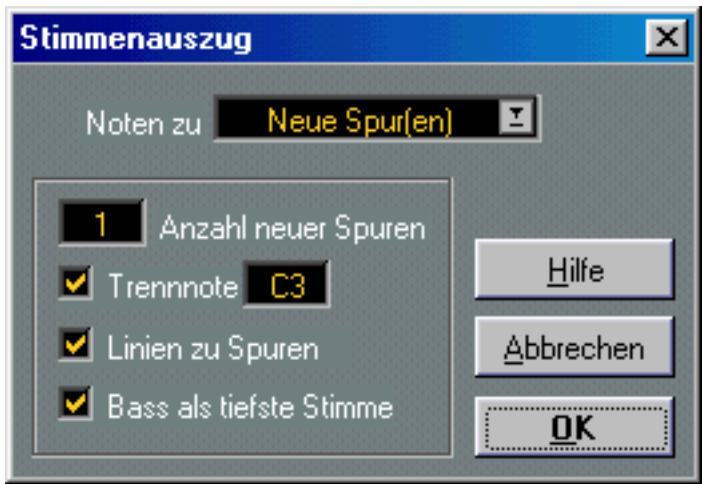 Stimmenauszug
Noten zu Neue Spur(en)
1 Anzahl neuer Spuren
Trennnote C3
Linien zu Spuren
Bass als tiefste Stimme
Hilfe
Abbrechen
OK